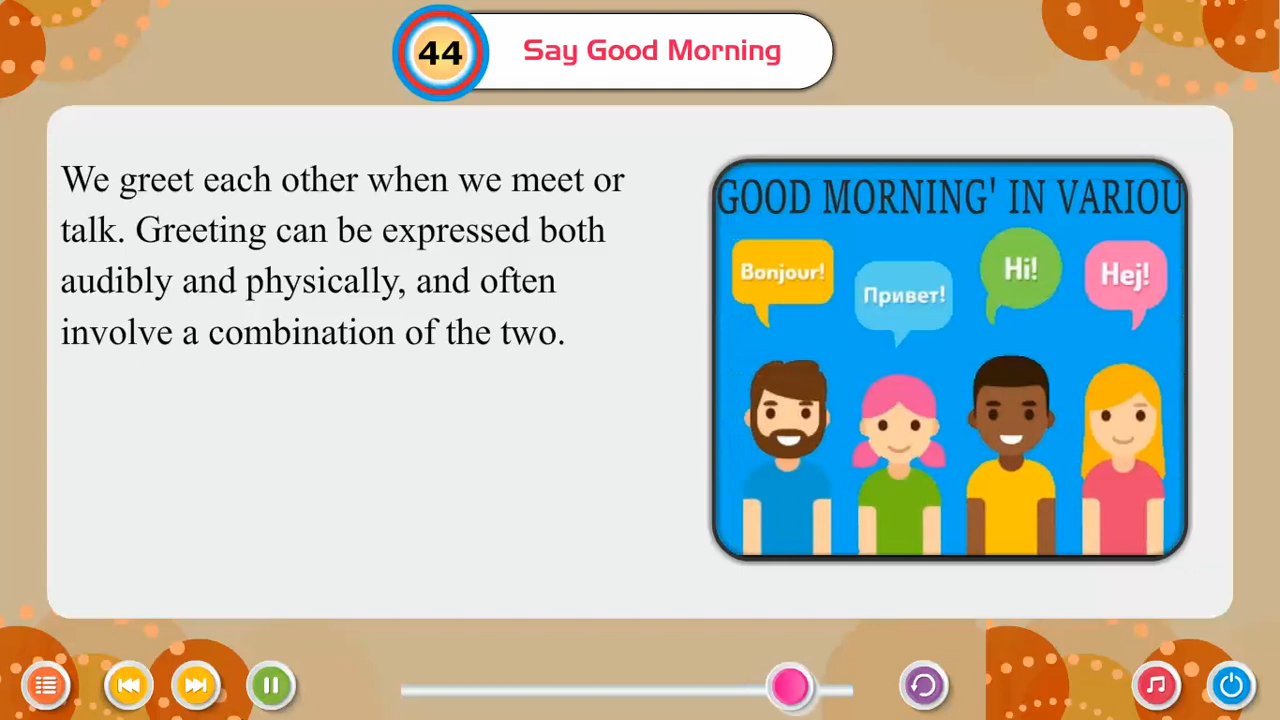 44
Say Good Morning
We greet each other when we meet or
talk. Greeting can be expressed both
audibly and physically, and often
involve a combination of the two.
GOOD MORNING' IN VARIOU
Bonjour!
Привет!
Hi!
Hej!